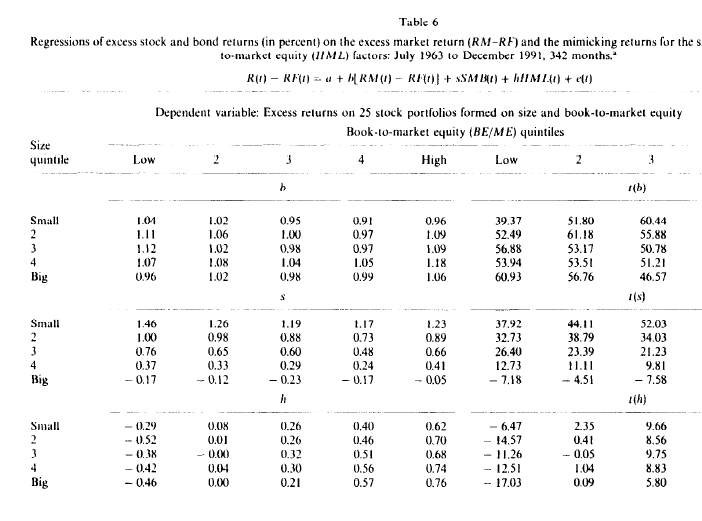 Table 6
Regressions of excess stock and bond returns (in percent) on the excess market return (RM–RF) and the mimicking returns for the s
to-market equity (HML) factors: July 1963 to December 1991, 342 months.ᵃ
R(t) − RF(t) = a + b[RM(t) − RF(t)] + sSMB(t) + hHML(t) + e(t)
Dependent variable: Excess returns on 25 stock portfolios formed on size and book-to-market equity
Book-to-market equity (BE/ME) quintiles
Size
quintile Low 2 3 4 High Low 2 3
b t(b)
Small 1.04 1.02 0.95 0.91 0.96 39.37 51.80 60.44
2 1.11 1.06 1.00 0.97 1.09 52.49 61.18 55.88
3 1.12 1.02 0.98 0.97 1.09 56.88 53.17 50.78
4 1.07 1.08 1.04 1.05 1.18 53.94 53.51 51.21
Big 0.96 1.02 0.98 0.99 1.06 60.93 56.76 46.57
s t(s)
Small 1.46 1.26 1.19 1.17 1.23 37.92 44.11 52.03
2 1.00 0.98 0.88 0.73 0.89 32.73 38.79 34.03
3 0.76 0.65 0.60 0.48 0.66 26.40 23.39 21.23
4 0.37 0.33 0.29 0.24 0.41 12.73 11.11 9.81
Big − 0.17 − 0.12 − 0.23 − 0.17 − 0.05 − 7.18 − 4.51 − 7.58
h t(h)
Small − 0.29 0.08 0.26 0.40 0.62 − 6.47 2.35 9.66
2 − 0.52 0.01 0.26 0.46 0.70 − 14.57 0.41 8.56
3 − 0.38 − 0.00 0.32 0.51 0.68 − 11.26 − 0.05 9.75
4 − 0.42 0.04 0.30 0.56 0.74 − 12.51 1.04 8.83
Big − 0.46 0.00 0.21 0.57 0.76 − 17.03 0.09 5.80